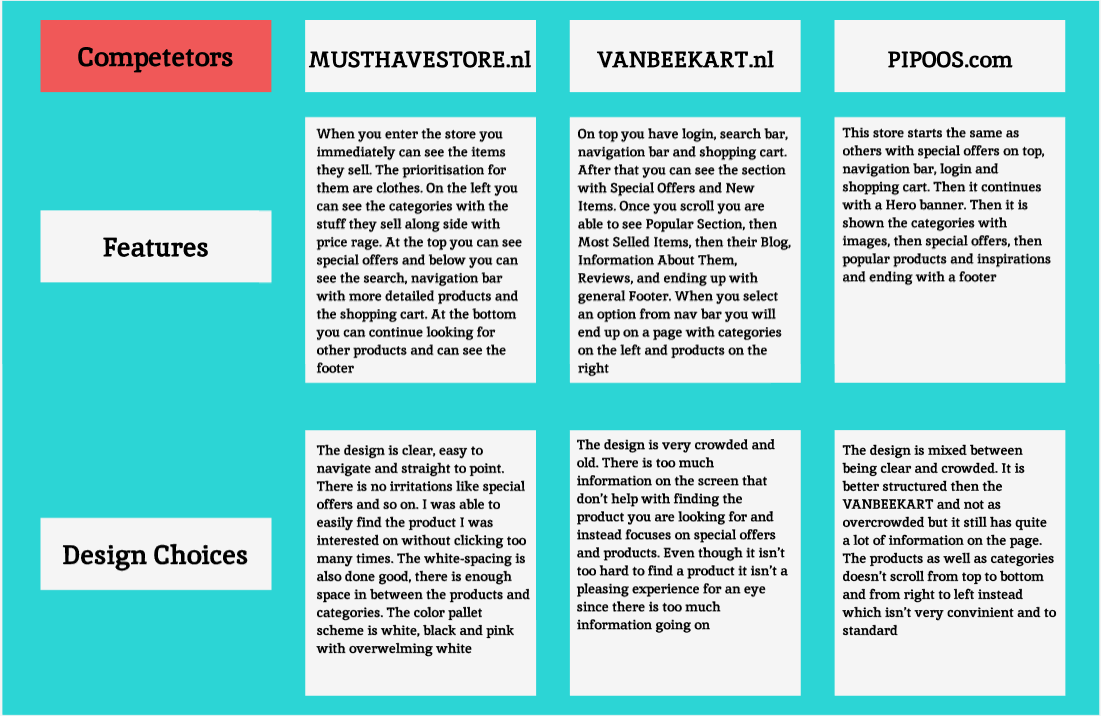 Competetors
MUSTHAVESTORE.nl
VANBEEKART.nl
PIPOOS.com
Features
When you enter the store you
immediately can see the items
they sell. The prioritisation for
them are clothes. On the left you
can see the categories with the
stuff they sell along side with
price rage. At the top you can see
special offers and below you can
see the search, navigation bar
with more detailed products and
the shopping cart. At the bottom
you can continue looking for
other products and can see the
footer
On top you have login, search bar,
navigation bar and shopping cart.
After that you can see the section
with Special Offers and New
Items. Once you scroll you are
able to see Popular Section, then
Most Selled Items, then their Blog,
Information About Them,
Reviews, and ending up with
general Footer. When you select
an option from nav bar you will
end up on a page with categories
on the left and products on the
right
This store starts the same as
others with special offers on top,
navigation bar, login and
shopping cart. Then it continues
with a Hero banner. Then it is
shown the categories with
images, then special offers, then
popular products and inspirations
and ending with a footer
Design Choices
The design is clear, easy to
navigate and straight to point.
There is no irritations like special
offers and so on. I was able to
easily find the product I was
interested on without clicking too
many times. The white-spacing is
also done good, there is enough
space in between the products and
categories. The color pallet
scheme is white, black and pink
with overwelming white
The design is very crowded and
old. There is too much
information on the screen that
don't help with finding the
product you are looking for and
instead focuses on special offers
and products. Even though it isn't
too hard to find a product it isn't a
pleasing experience for an eye
since there is too much
information going on
The design is mixed between
being clear and crowded. It is
better structured then the
VANBEEKART and not as
overcrowded but it still has quite
a lot of information on the page.
The products as well as categories
doesn't scroll from top to bottom
and from right to left instead
which isn't very convinient and to
standard